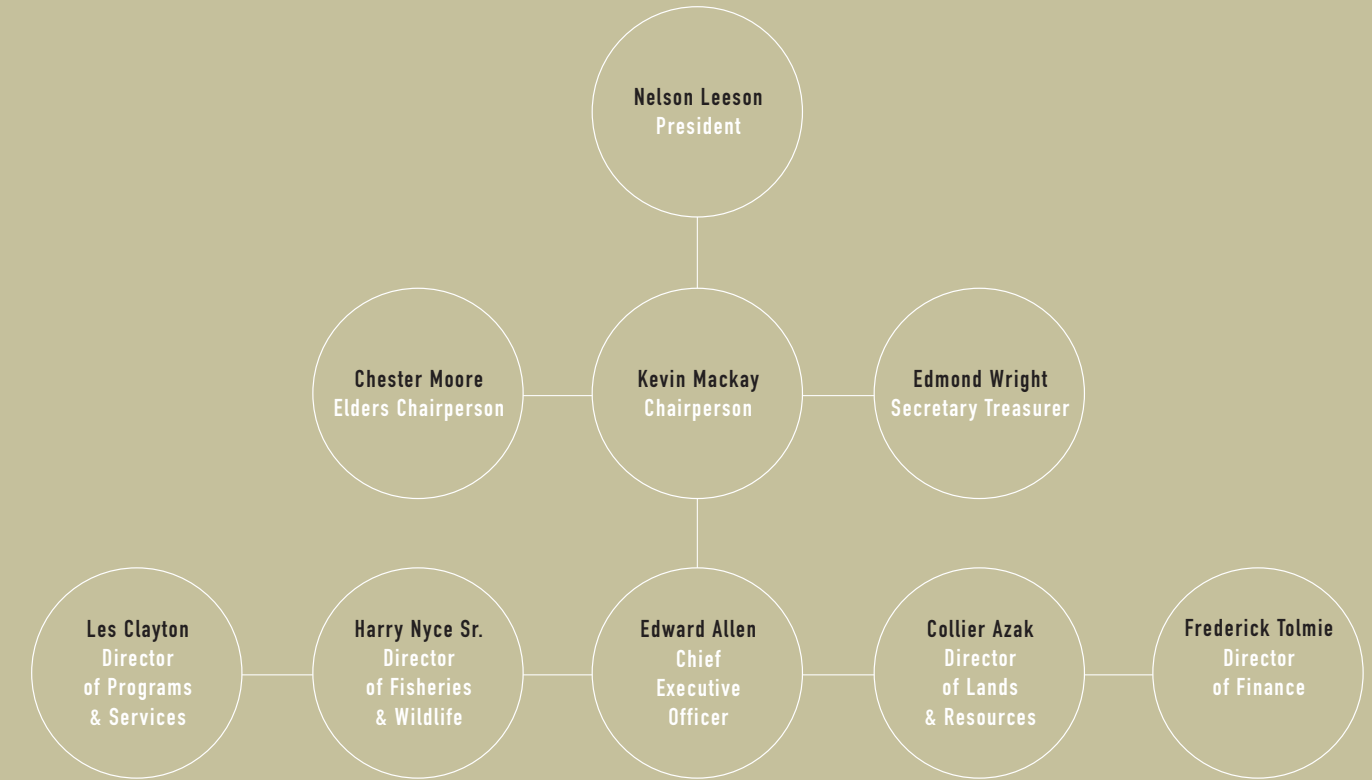 Nelson Leeson
President
Chester Moore
Elders Chairperson
Kevin Mackay
Chairperson
Edmond Wright
Secretary Treasurer
Les Clayton
Director
of Programs
& Services
Harry Nyce Sr.
Director
of Fisheries
& Wildlife
Edward Allen
Chief
Executive
Officer
Collier Azak
Director
of Lands
& Resources
Frederick Tolmie
Director
of Finance